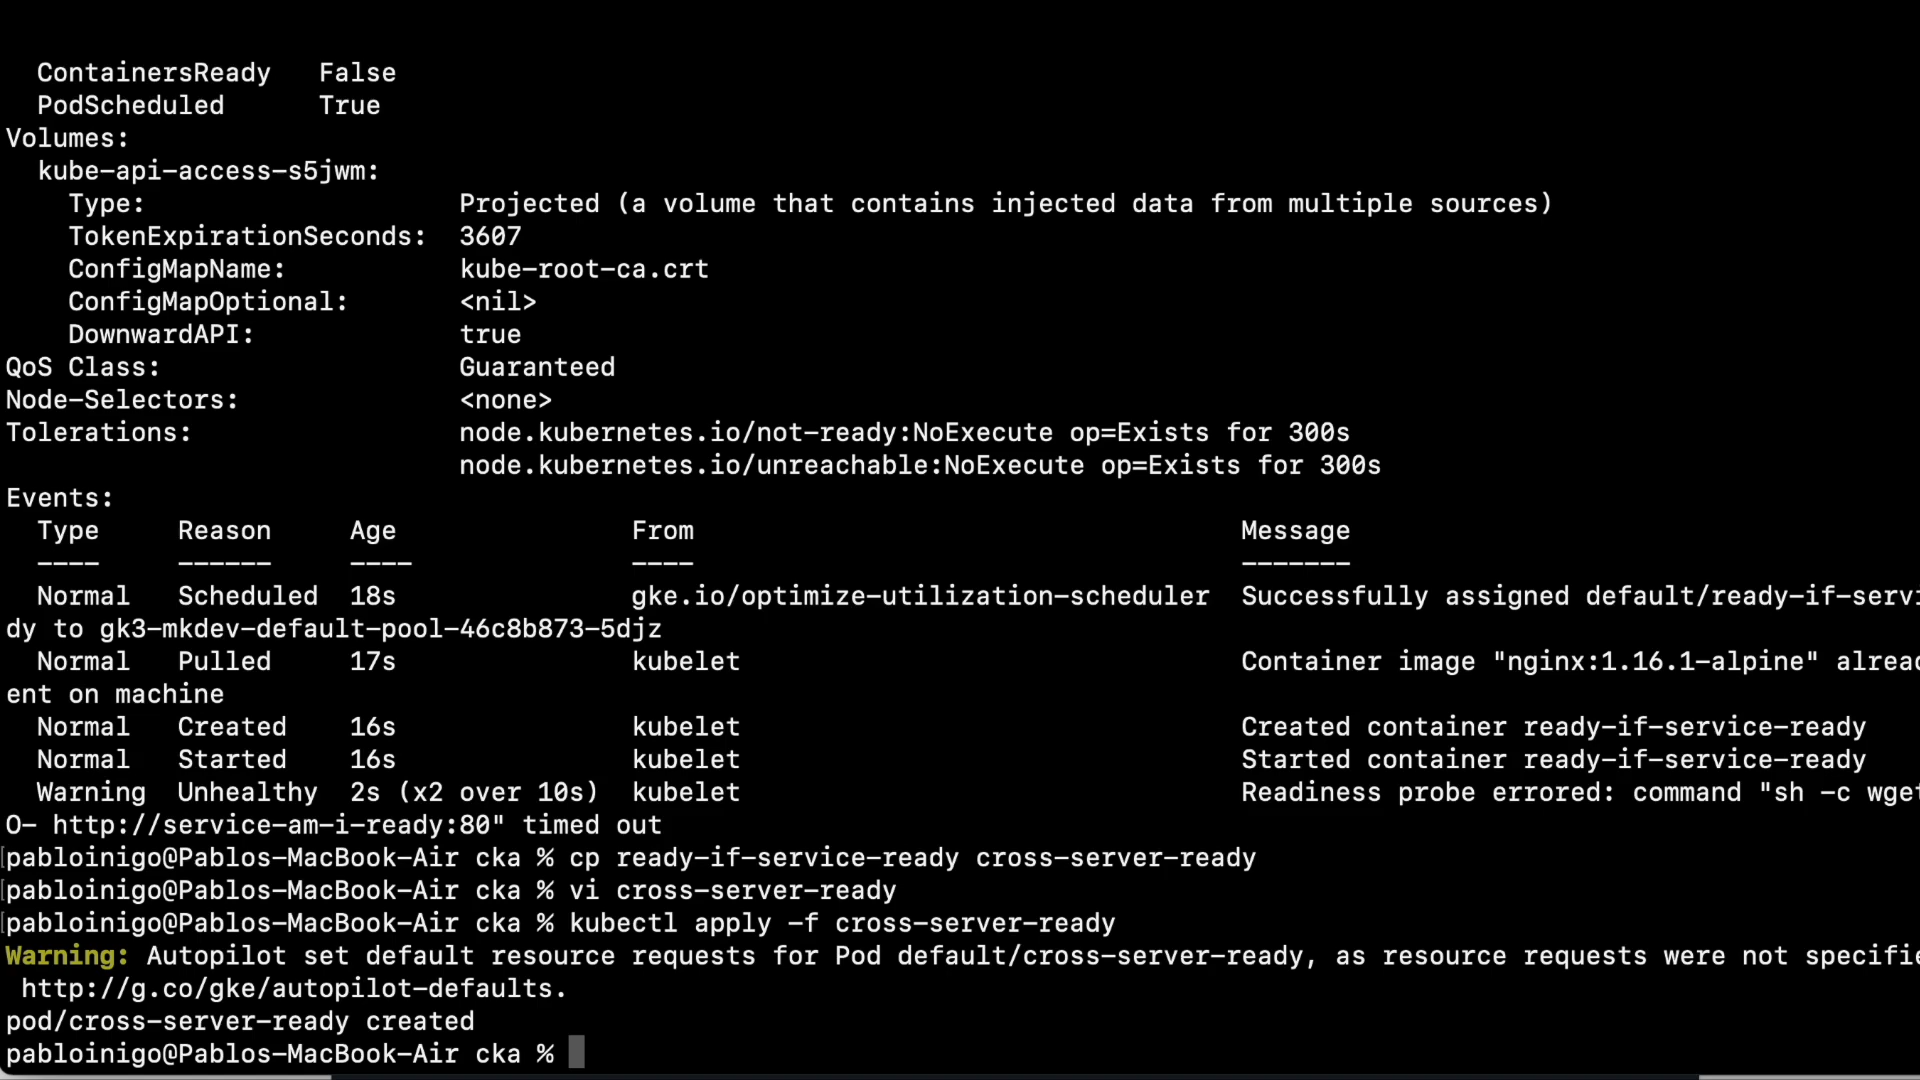 ContainersReady   False
PodScheduled      True
Volumes:
kube-api-access-s5jwm:
Type:                    Projected (a volume that contains injected data from multiple sources)
TokenExpirationSeconds:  3607
ConfigMapName:           kube-root-ca.crt
ConfigMapOptional:       <nil>
DownwardAPI:             true
QoS Class:                   Guaranteed
Node-Selectors:              <none>
Tolerations:                 node.kubernetes.io/not-ready:NoExecute op=Exists for 300s
node.kubernetes.io/unreachable:NoExecute op=Exists for 300s
Events:
Type     Reason     Age               From                                   Message
----     ------     ----              ----                                   -------
Normal   Scheduled  18s               gke.io/optimize-utilization-scheduler  Successfully assigned default/ready-if-servi
dy to gk3-mkdev-default-pool-46c8b873-5djz
Normal   Pulled     17s               kubelet                                Container image "nginx:1.16.1-alpine" alread
ent on machine
Normal   Created    16s               kubelet                                Created container ready-if-service-ready
Normal   Started    16s               kubelet                                Started container ready-if-service-ready
Warning  Unhealthy  2s (x2 over 10s)  kubelet                                Readiness probe errored: command "sh -c wget
O- http://service-am-i-ready:80" timed out
[pabloinigo@Pablos-MacBook-Air cka % cp ready-if-service-ready cross-server-ready
[pabloinigo@Pablos-MacBook-Air cka % vi cross-server-ready
[pabloinigo@Pablos-MacBook-Air cka % kubectl apply -f cross-server-ready
Warning: Autopilot set default resource requests for Pod default/cross-server-ready, as resource requests were not specifie
http://g.co/gke/autopilot-defaults.
pod/cross-server-ready created
pabloinigo@Pablos-MacBook-Air cka %